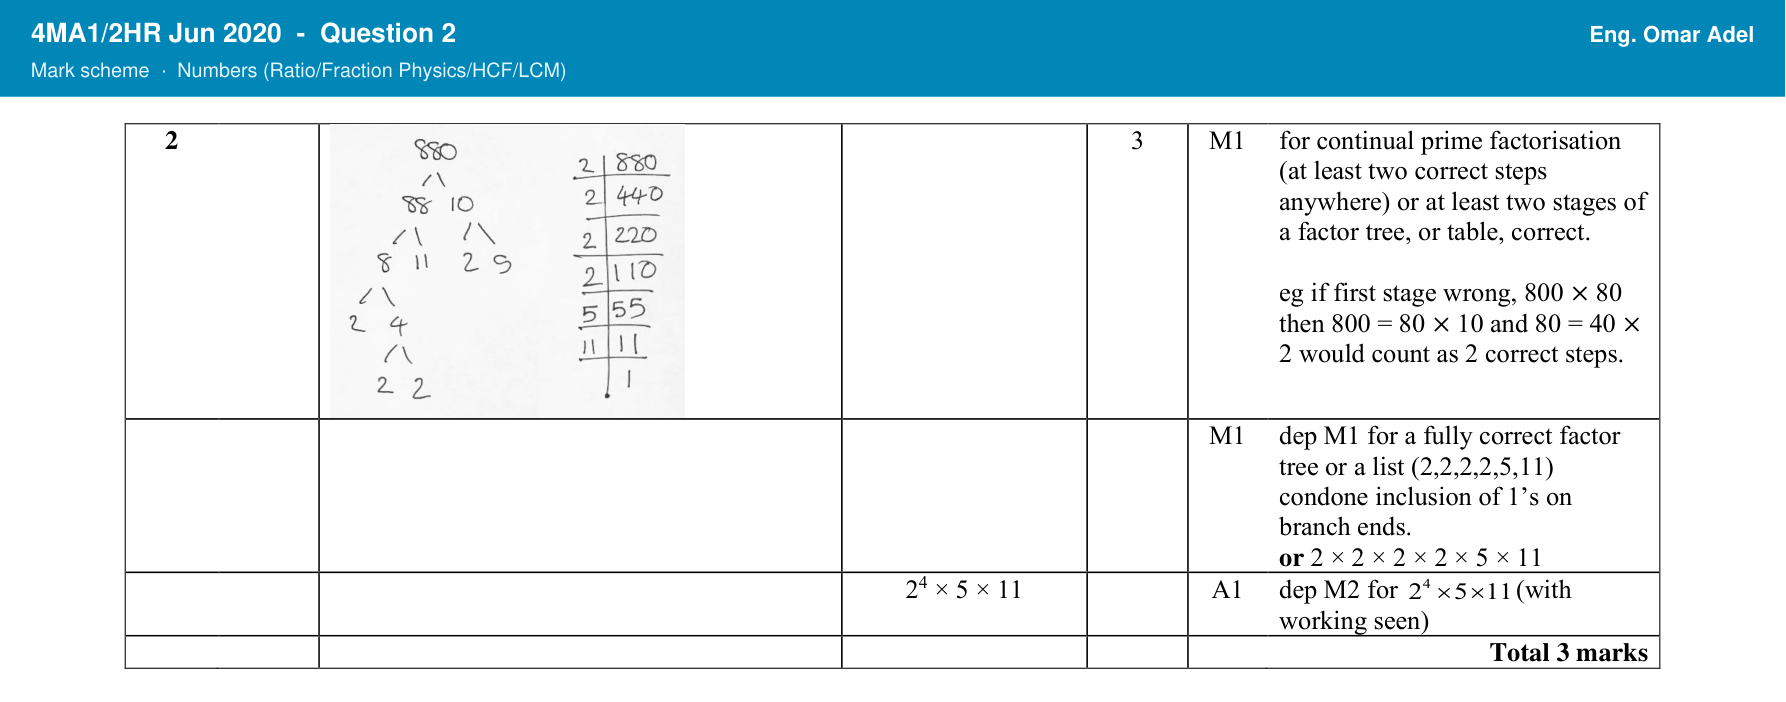 4MA1/2HR Jun 2020 - Question 2
Eng. Omar Adel
Mark scheme · Numbers (Ratio/Fraction Physics/HCF/LCM)
2
880
88 10
8 11 2 5
2 4
2 2
2 | 880
2 | 440
2 | 220
2 | 110
5 | 55
11 | 11
1
3
M1 for continual prime factorisation
(at least two correct steps
anywhere) or at least two stages of
a factor tree, or table, correct.
eg if first stage wrong, 800 × 80
then 800 = 80 × 10 and 80 = 40 ×
2 would count as 2 correct steps.
M1 dep M1 for a fully correct factor
tree or a list (2,2,2,2,5,11)
condone inclusion of 1’s on
branch ends.
or 2 × 2 × 2 × 2 × 5 × 11
2⁴ × 5 × 11
A1 dep M2 for 2⁴ ×5×11 (with
working seen)
Total 3 marks